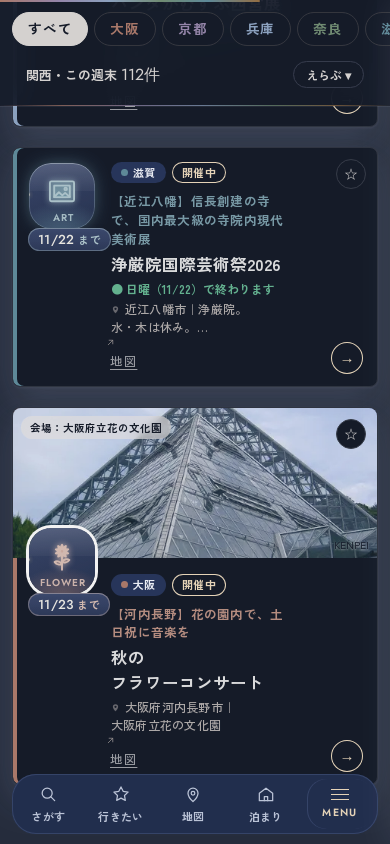 すべて
大阪
京都
兵庫
奈良
関西・この週末 112件
えらぶ ▾
ART
11/22 まで
滋賀
開催中
☆
【近江八幡】信長創建の寺
で、国内最大級の寺院内現代
美術展
浄厳院国際芸術祭2026
日曜（11/22）で終わります
近江八幡市｜浄厳院。
水・木は休み。…
↗
地図
→
会場：大阪府立花の文化園
☆
KENPEI
FLOWER
11/23 まで
大阪
開催中
【河内長野】花の園内で、土
日祝に音楽を
秋の
フラワーコンサート
大阪府河内長野市｜
大阪府立花の文化園
↗
地図
→
さがす
行きたい
地図
泊まり
MENU